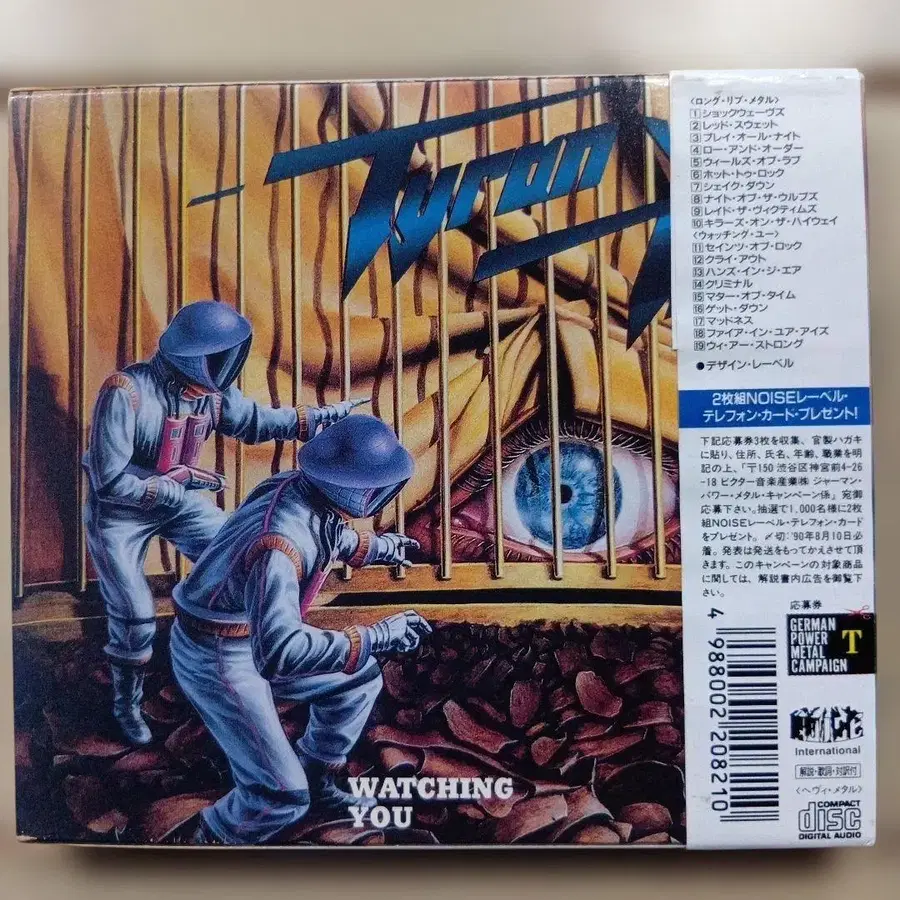 Tyran
WATCHING
YOU
〈ロング・リブ・メタル〉
1 ショックウェーヴズ
2 レッド・スウェット
3 プレイ・オール・ナイト
4 ロー・アンド・オーダー
5 ウィールズ・オブ・ラブ
6 ホット・トゥ・ロック
7 シェイク・ダウン
8 ナイト・オブ・ザ・ウルブズ
9 レイド・ザ・ヴィクティムズ
10 キラーズ・オン・ザ・ハイウェイ
〈ウォッチング・ユー〉
11 セインツ・オブ・ロック
12 クライ・アウト
13 ハンズ・イン・ジ・エア
14 クリミナル
15 マター・オブ・タイム
16 ゲット・ダウン
17 マッドネス
18 ファイア・イン・ユア・アイズ
19 ウィ・アー・ストロング
●デザイン・レーベル
2枚組NOISEレーベル・
テレフォン・カード・プレゼント!
下記応募券3枚を収集、官製ハガキ
に貼り、住所、氏名、年齢、職業を明
記の上、「〒150 渋谷区神宮前4-26
-18 ビクター音楽産業㈱ ジャーマン・
パワー・メタル・キャンペーン係」宛御
応募下さい。抽選で1,000名様に2枚
組NOISEレーベル・テレフォン・カード
をプレゼント。〆切:'90年8月10日必
着。発表は発送をもってかえさせて頂
きます。このキャンペーンの対象商品
に関しては、解説書内広告を御覧下
さい。
応募券
GERMAN
POWER
METAL
CAMPAIGN
T
4 988002 208210
International
解説・歌詞・対訳付
〈ヘヴィ・メタル〉
COMPACT
disc
DIGITAL AUDIO